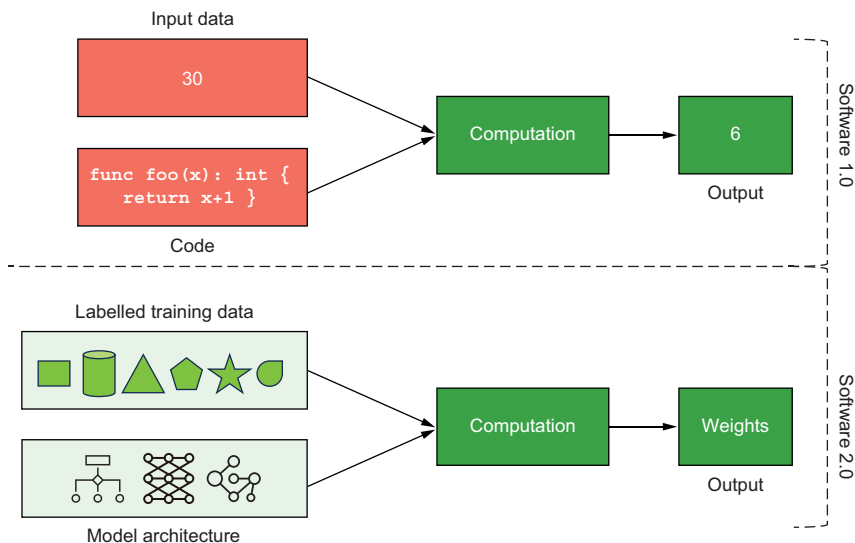 Input data
30
func foo(x): int {
return x+1 }
Code
Computation
6
Output
Software 1.0
Labelled training data
Model architecture
Computation
Weights
Output
Software 2.0